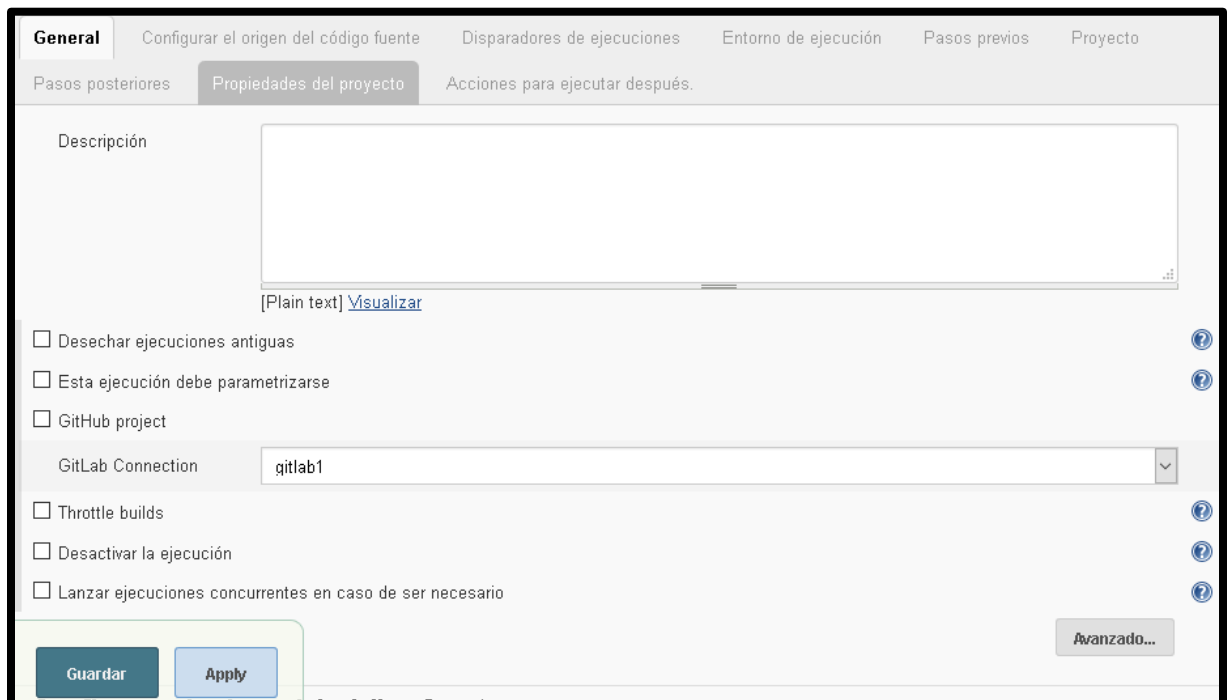 General Configurar el origen del código fuente Disparadores de ejecuciones Entorno de ejecución Pasos previos Proyecto
Pasos posteriores Propiedades del proyecto Acciones para ejecutar después.
Descripción
[Plain text] Visualizar
Desechar ejecuciones antiguas
Esta ejecución debe parametrizarse
GitHub project
GitLab Connection gitlab1
Throttle builds
Desactivar la ejecución
Lanzar ejecuciones concurrentes en caso de ser necesario
Avanzado...
Guardar Apply